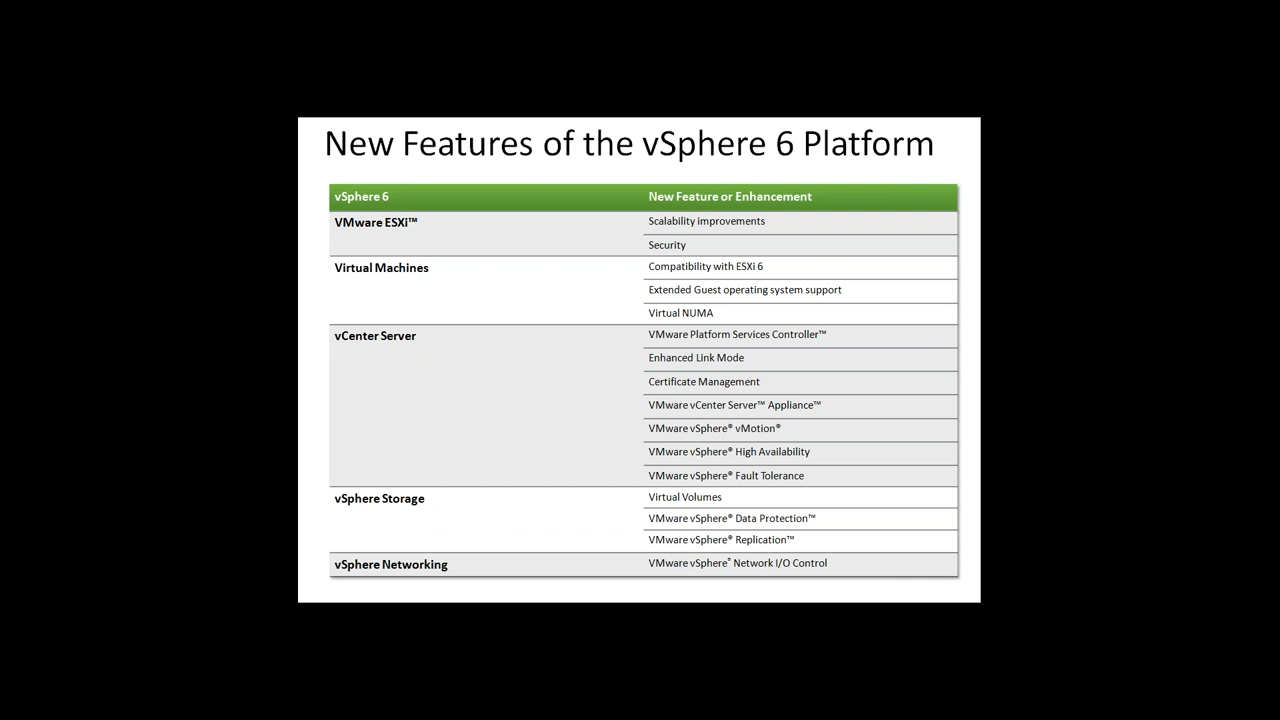 New Features of the vSphere 6 Platform
vSphere 6 New Feature or Enhancement
VMware ESXi™ Scalability improvements
Security
Virtual Machines Compatibility with ESXi 6
Extended Guest operating system support
Virtual NUMA
vCenter Server VMware Platform Services Controller™
Enhanced Link Mode
Certificate Management
VMware vCenter Server™ Appliance™
VMware vSphere® vMotion®
VMware vSphere® High Availability
VMware vSphere® Fault Tolerance
vSphere Storage Virtual Volumes
VMware vSphere® Data Protection™
VMware vSphere® Replication™
vSphere Networking VMware vSphere® Network I/O Control